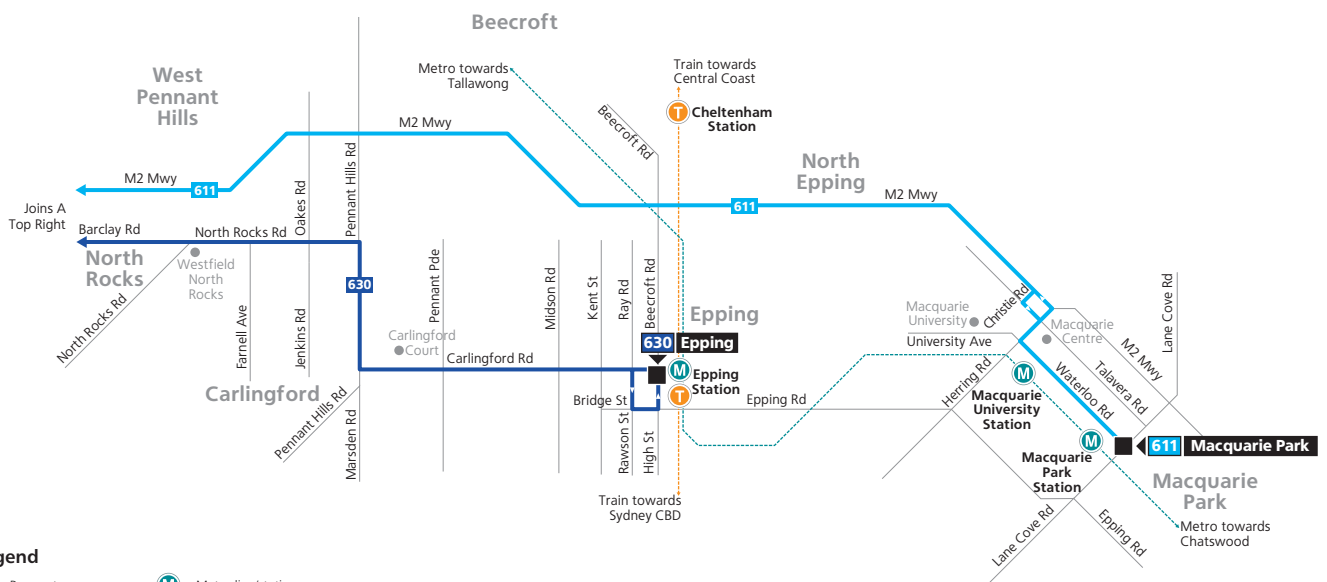 Beecroft
West
Pennant
Hills
Metro towards
Tallawong
Train towards
Central Coast
T
Cheltenham
Station
Beecroft Rd
M2 Mwy
North
Epping
M2 Mwy
611
611
M2 Mwy
Joins A
Top Right
Barclay Rd
North Rocks Rd
Oakes Rd
Pennant Hills Rd
North
Rocks
Westfield
North
Rocks
North Rocks Rd
Farnell Ave
Jenkins Rd
630
Pennant Pde
Carlingford
Court
Carlingford Rd
Carlingford
Pennant Hills Rd
Marsden Rd
Midson Rd
Kent St
Ray Rd
Beecroft Rd
Epping
630 Epping
M
Epping
Station
T
Bridge St
Rawson St
High St
Epping Rd
Train towards
Sydney CBD
Macquarie
University
University Ave
Christie Rd
Macquarie
Centre
Lane Cove Rd
M2 Mwy
Talavera Rd
Waterloo Rd
Herring Rd
M
Macquarie
University
Station
M
Macquarie
Park
Station
611 Macquarie Park
Macquarie
Park
Metro towards
Chatswood
Lane Cove Rd
Epping Rd
gend